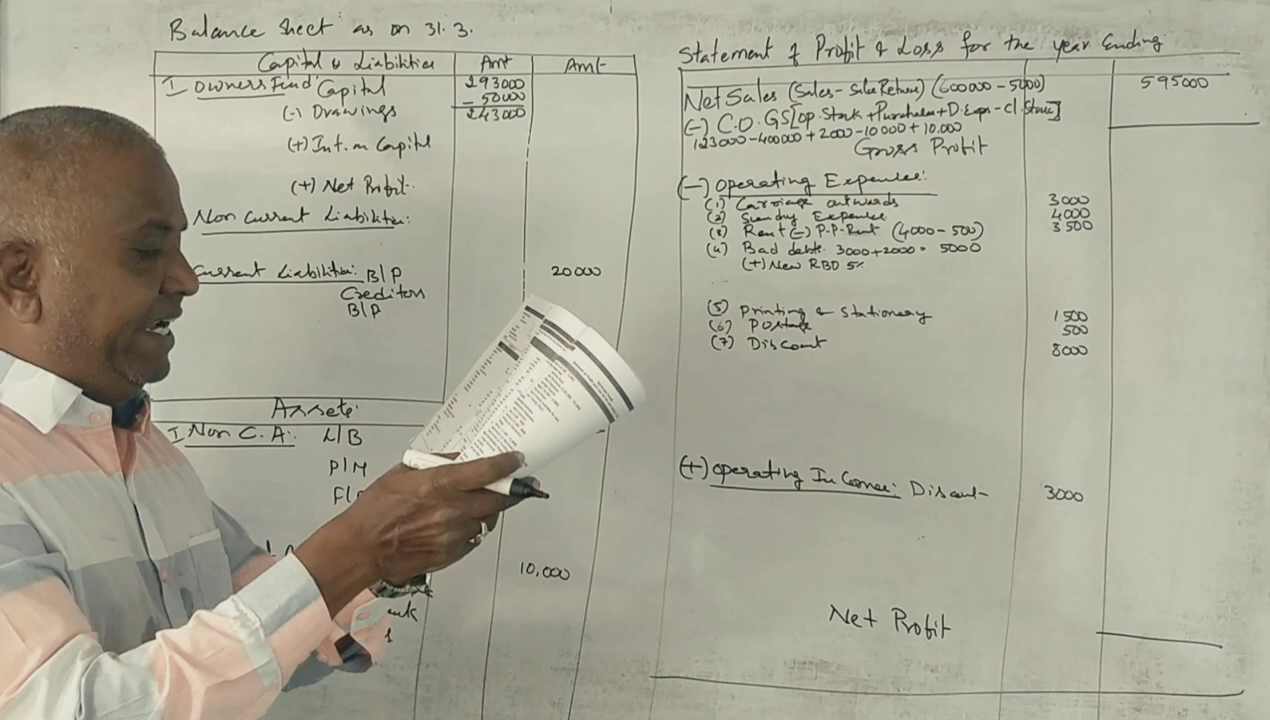 Balance Sheet as on 31.3.
Capital & Liabilities Amt Amt
I Owners Fund Capital 293000
(-) Drawings - 50000
243000
(+) Int. on Capital
(+) Net Profit.
Non Current Liabilities:
Current Liabilities: B/P 20000
Creditors
B/P
Assets:
I Non C.A: L/B
P/M
10,000
Statement of Profit & Loss for the year Ending
Net Sales (Sales - Sales Return) (600000 - 5000) 595000
(-) C.O.GS [op. Stock + Purchases + D. Expn - Cl. Stock]
123000 - 400000 + 2000 - 10000 + 10.000
Gross Profit
(-) Operating Expenses:
(1) Carriage outwards 3000
(2) Sundry Expenses 4000
(3) Rent (-) P.P. Rent (4000 - 500) 3500
(4) Bad debts 3000 + 2000 = 5000
(+) New RBD 5%
(5) Printing & Stationery 1500
(6) Postage 500
(7) Discount 8000
(+) Operating Income: Discount 3000
Net Profit